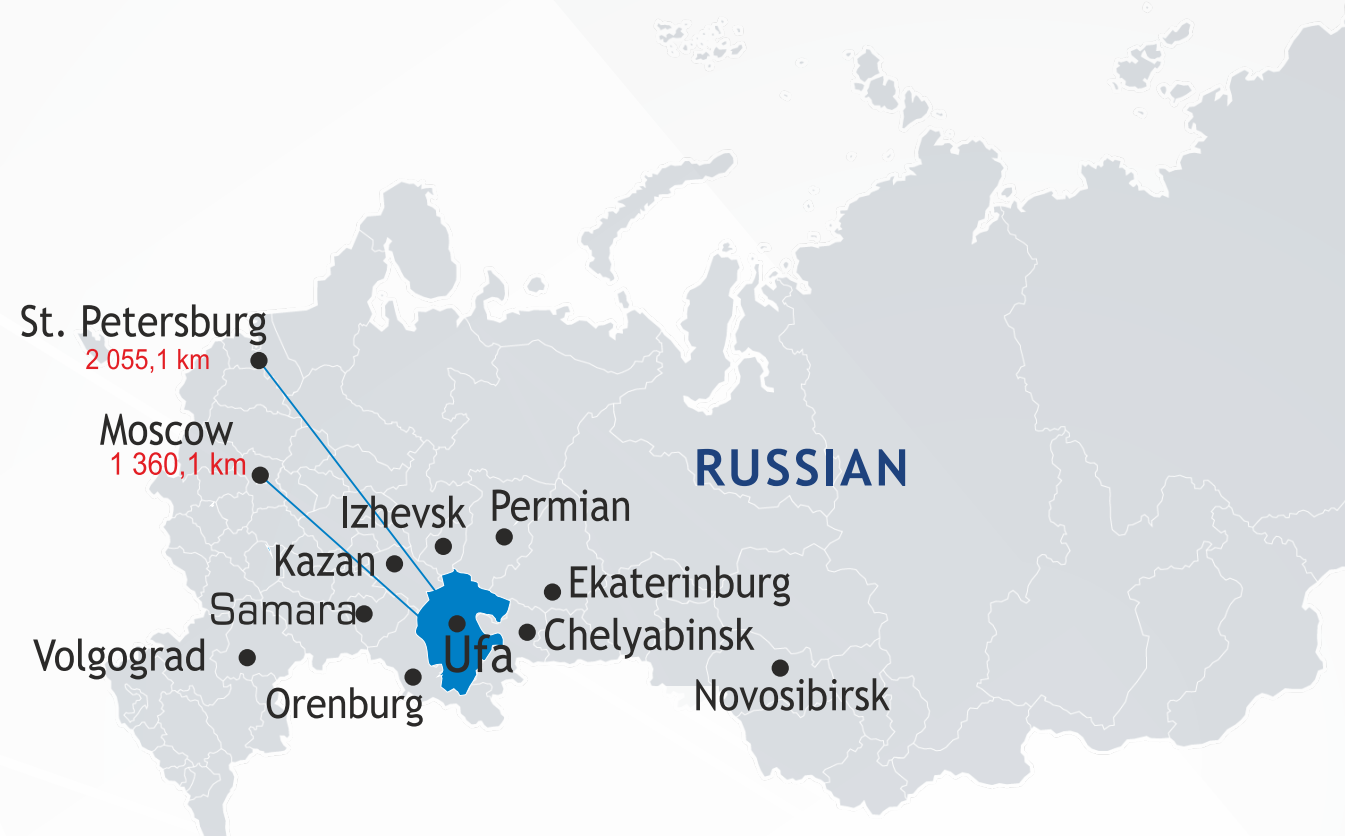 St. Petersburg
2 055,1 km
Moscow
1 360,1 km
RUSSIAN
Izhevsk
Permian
Kazan
Ekaterinburg
Samara
Chelyabinsk
Ufa
Volgograd
Orenburg
Novosibirsk